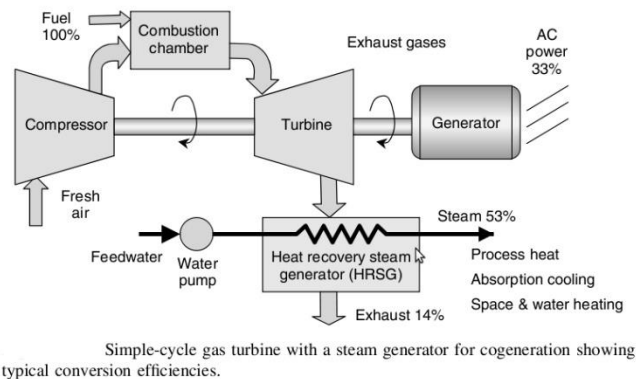 Fuel
100%
Combustion
chamber
Exhaust gases
AC
power
33%
Compressor
Turbine
Generator
Fresh
air
Steam 53%
Feedwater
Water
pump
Heat recovery steam
generator (HRSG)
Process heat
Absorption cooling
Space & water heating
Exhaust 14%
Simple-cycle gas turbine with a steam generator for cogeneration showing
typical conversion efficiencies.